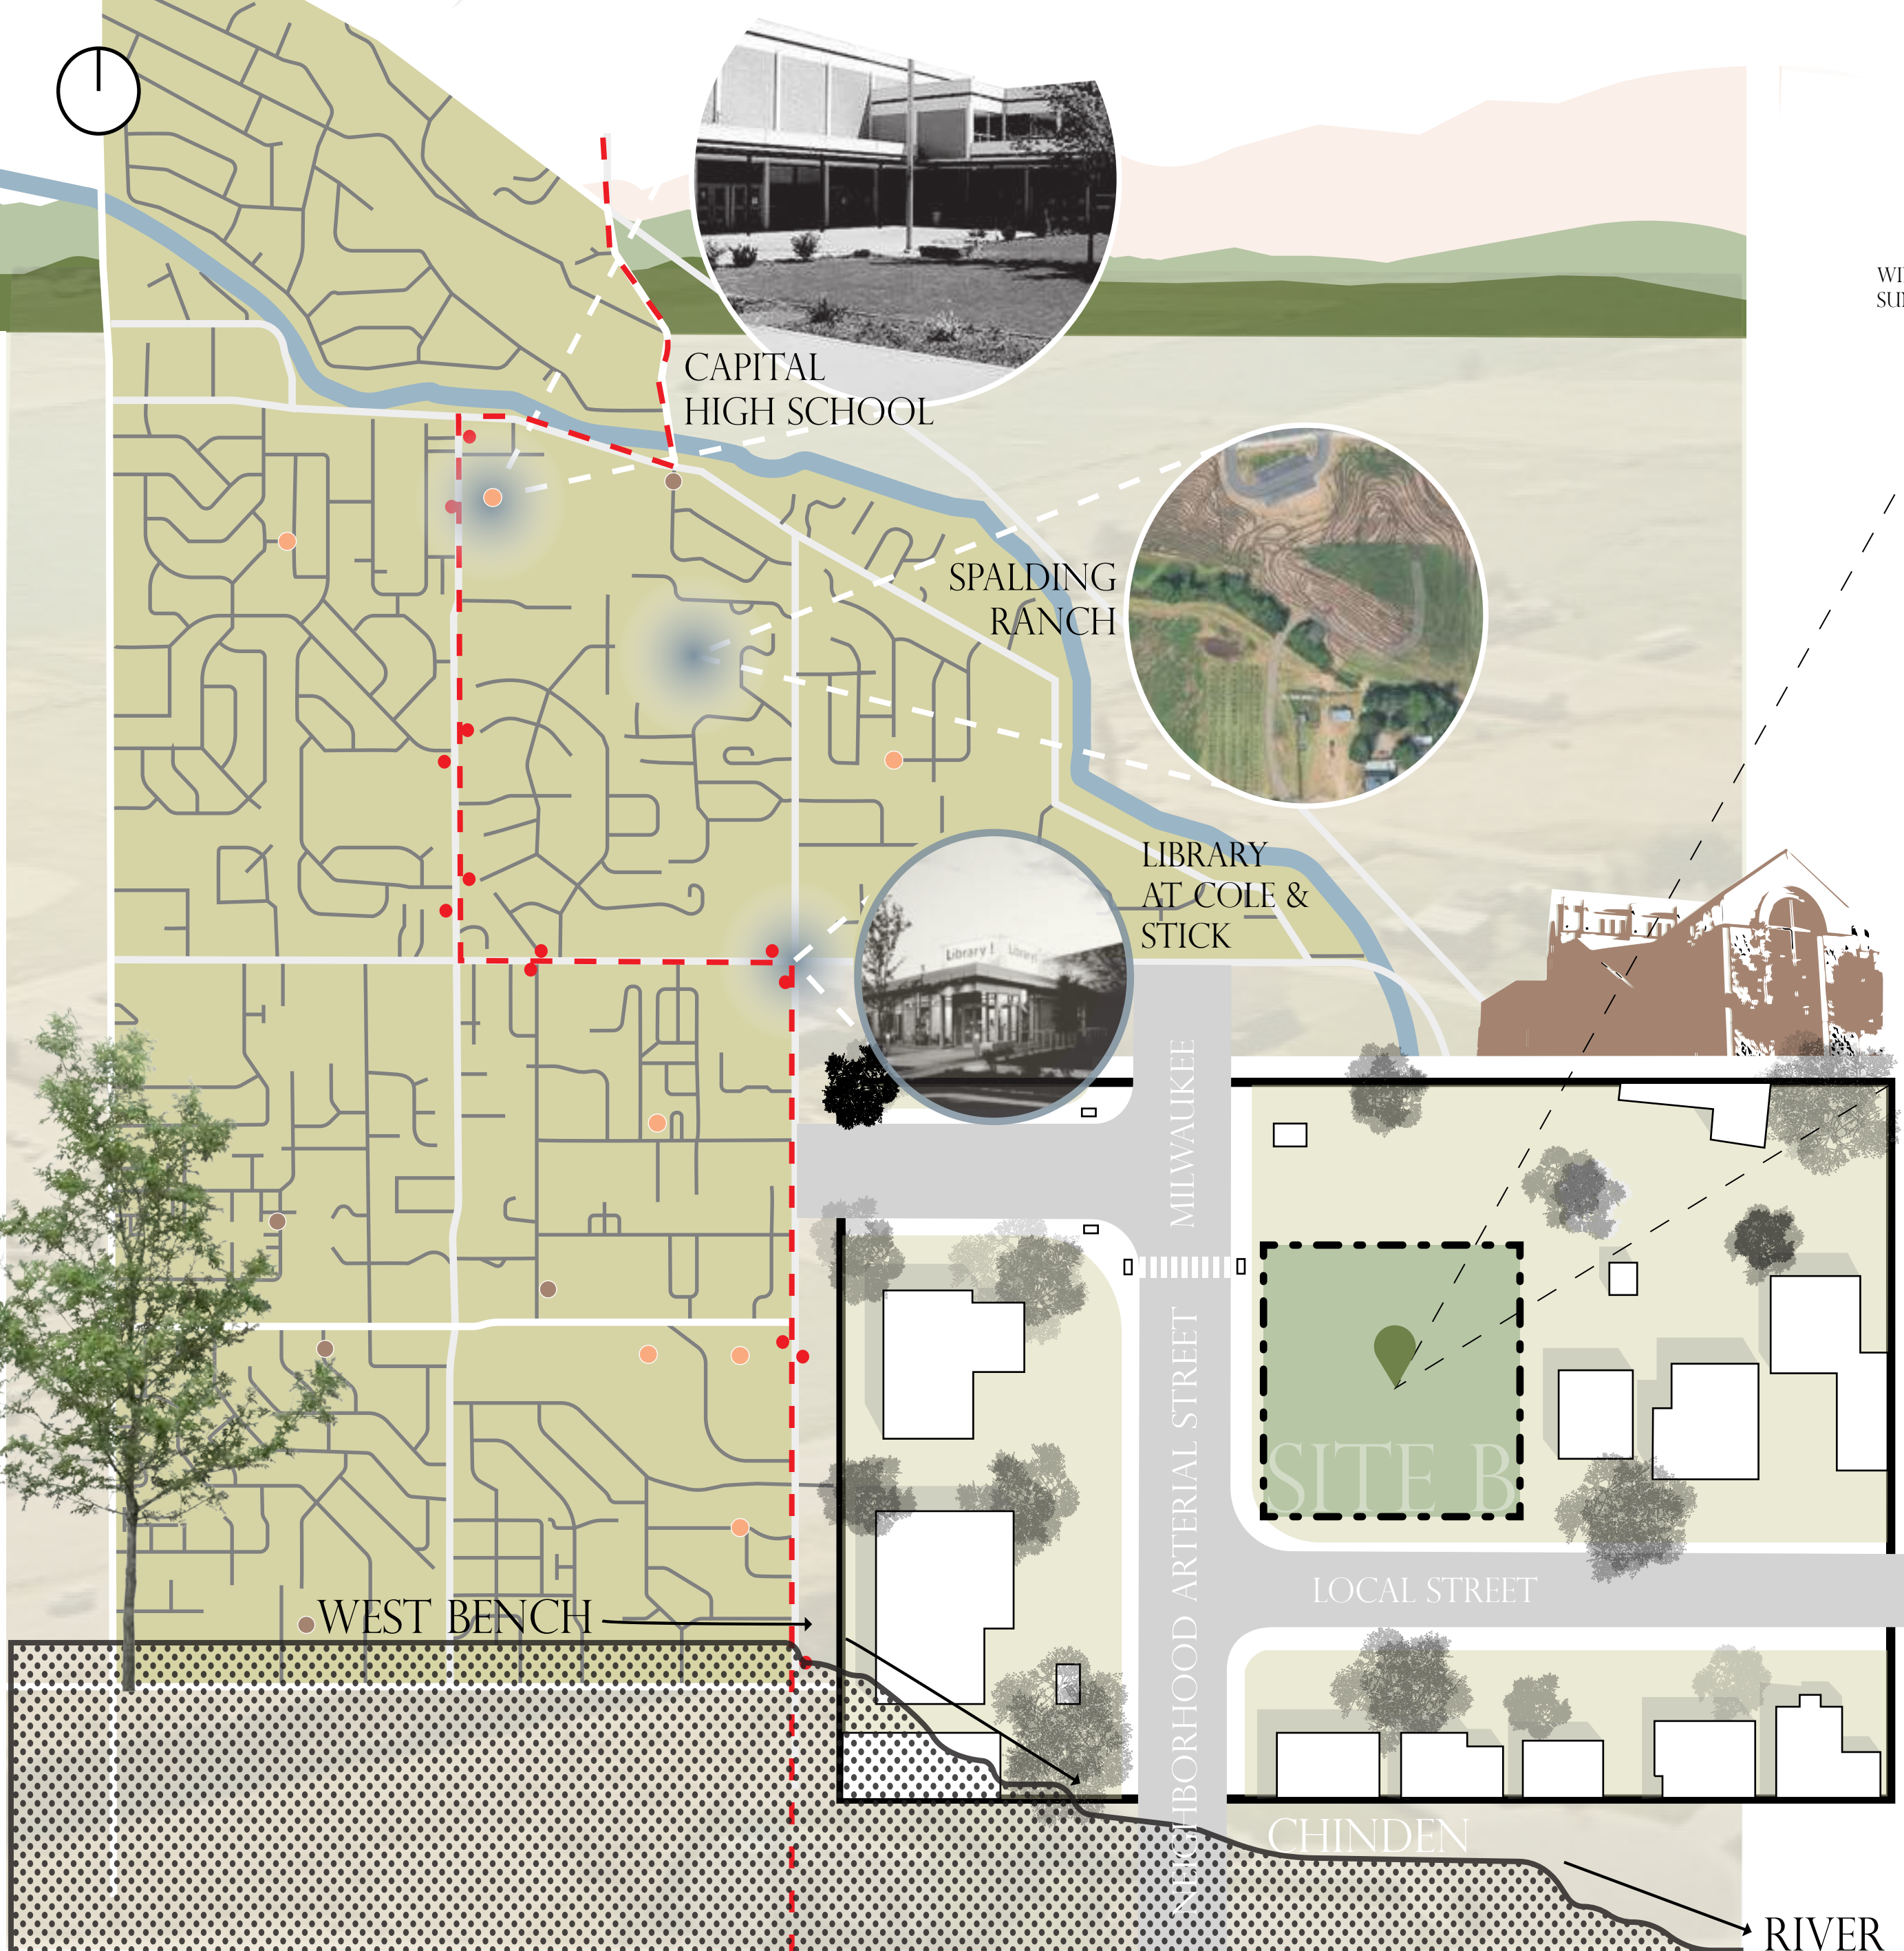 CAPITAL
HIGH SCHOOL
SPALDING
RANCH
LIBRARY
AT COLE &
STICK
Library !
MILWAUKEE
NEIGHBORHOOD ARTERIAL STREET
SITE B
LOCAL STREET
WEST BENCH
CHINDEN
RIVER